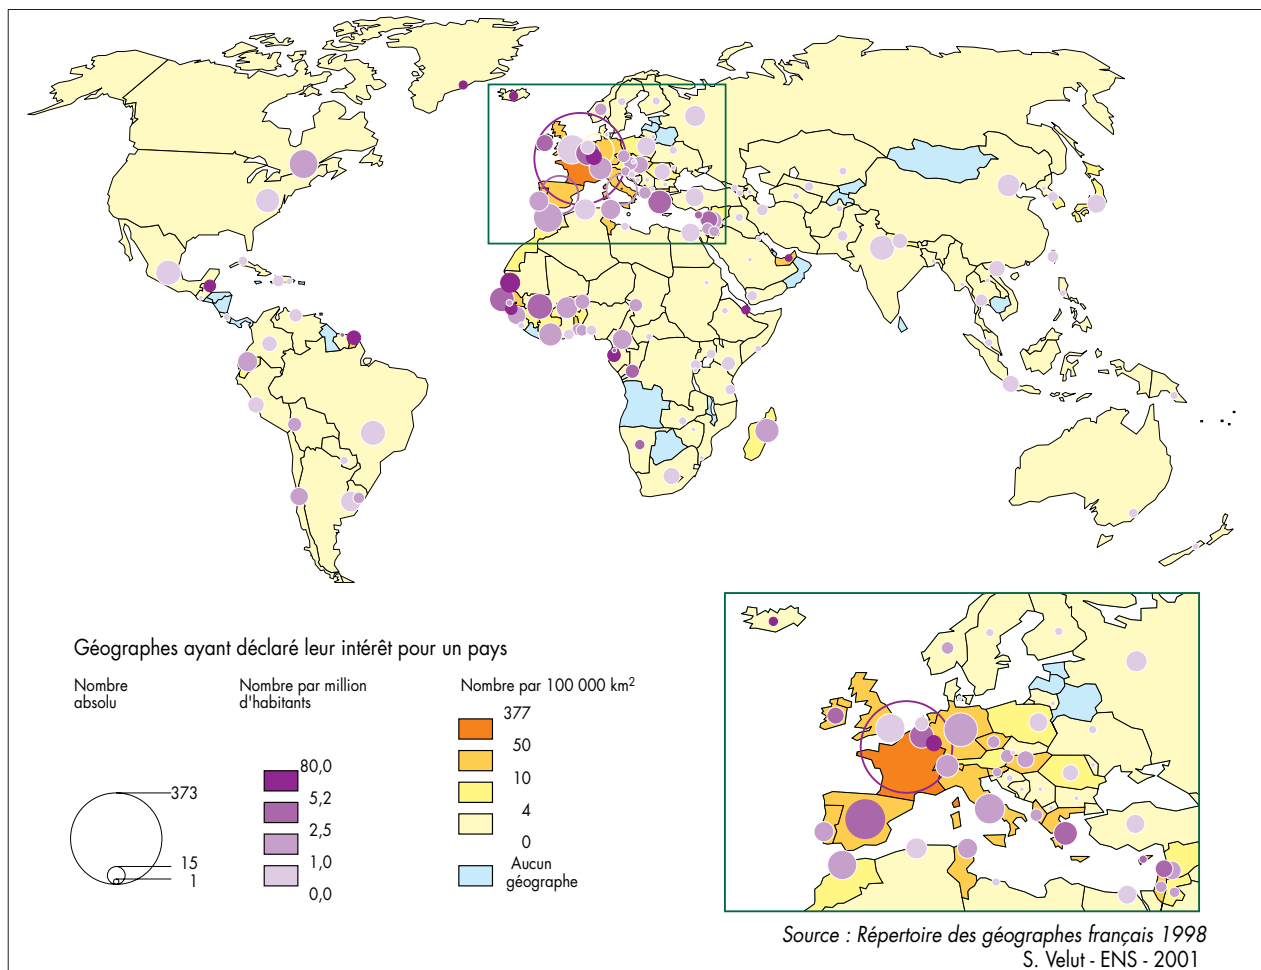 Géographes ayant déclaré leur intérêt pour un pays
Nombre
absolu
373
15
1
Nombre par million
d'habitants
80,0
5,2
2,5
1,0
0,0
Nombre par 100 000 km²
377
50
10
4
0
Aucun
géographe
Source : Répertoire des géographes français 1998
S. Velut - ENS - 2001